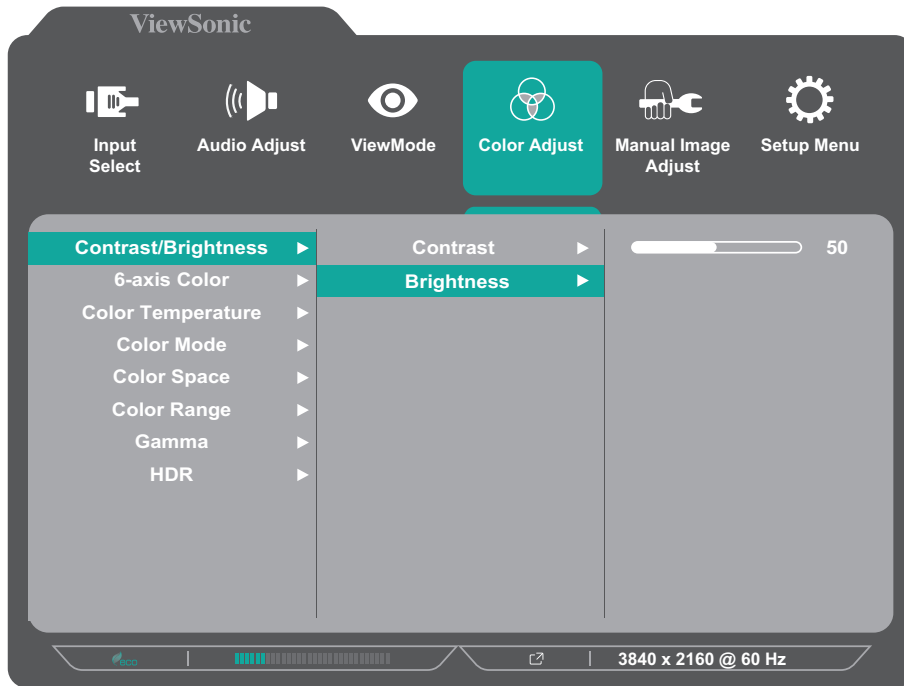 ViewSonic
Input
Select
Audio Adjust
ViewMode
Color Adjust
Manual Image
Adjust
Setup Menu
Contrast/Brightness
6-axis Color
Color Temperature
Color Mode
Color Space
Color Range
Gamma
HDR
Contrast
Brightness
50
eco
3840 x 2160 @ 60 Hz